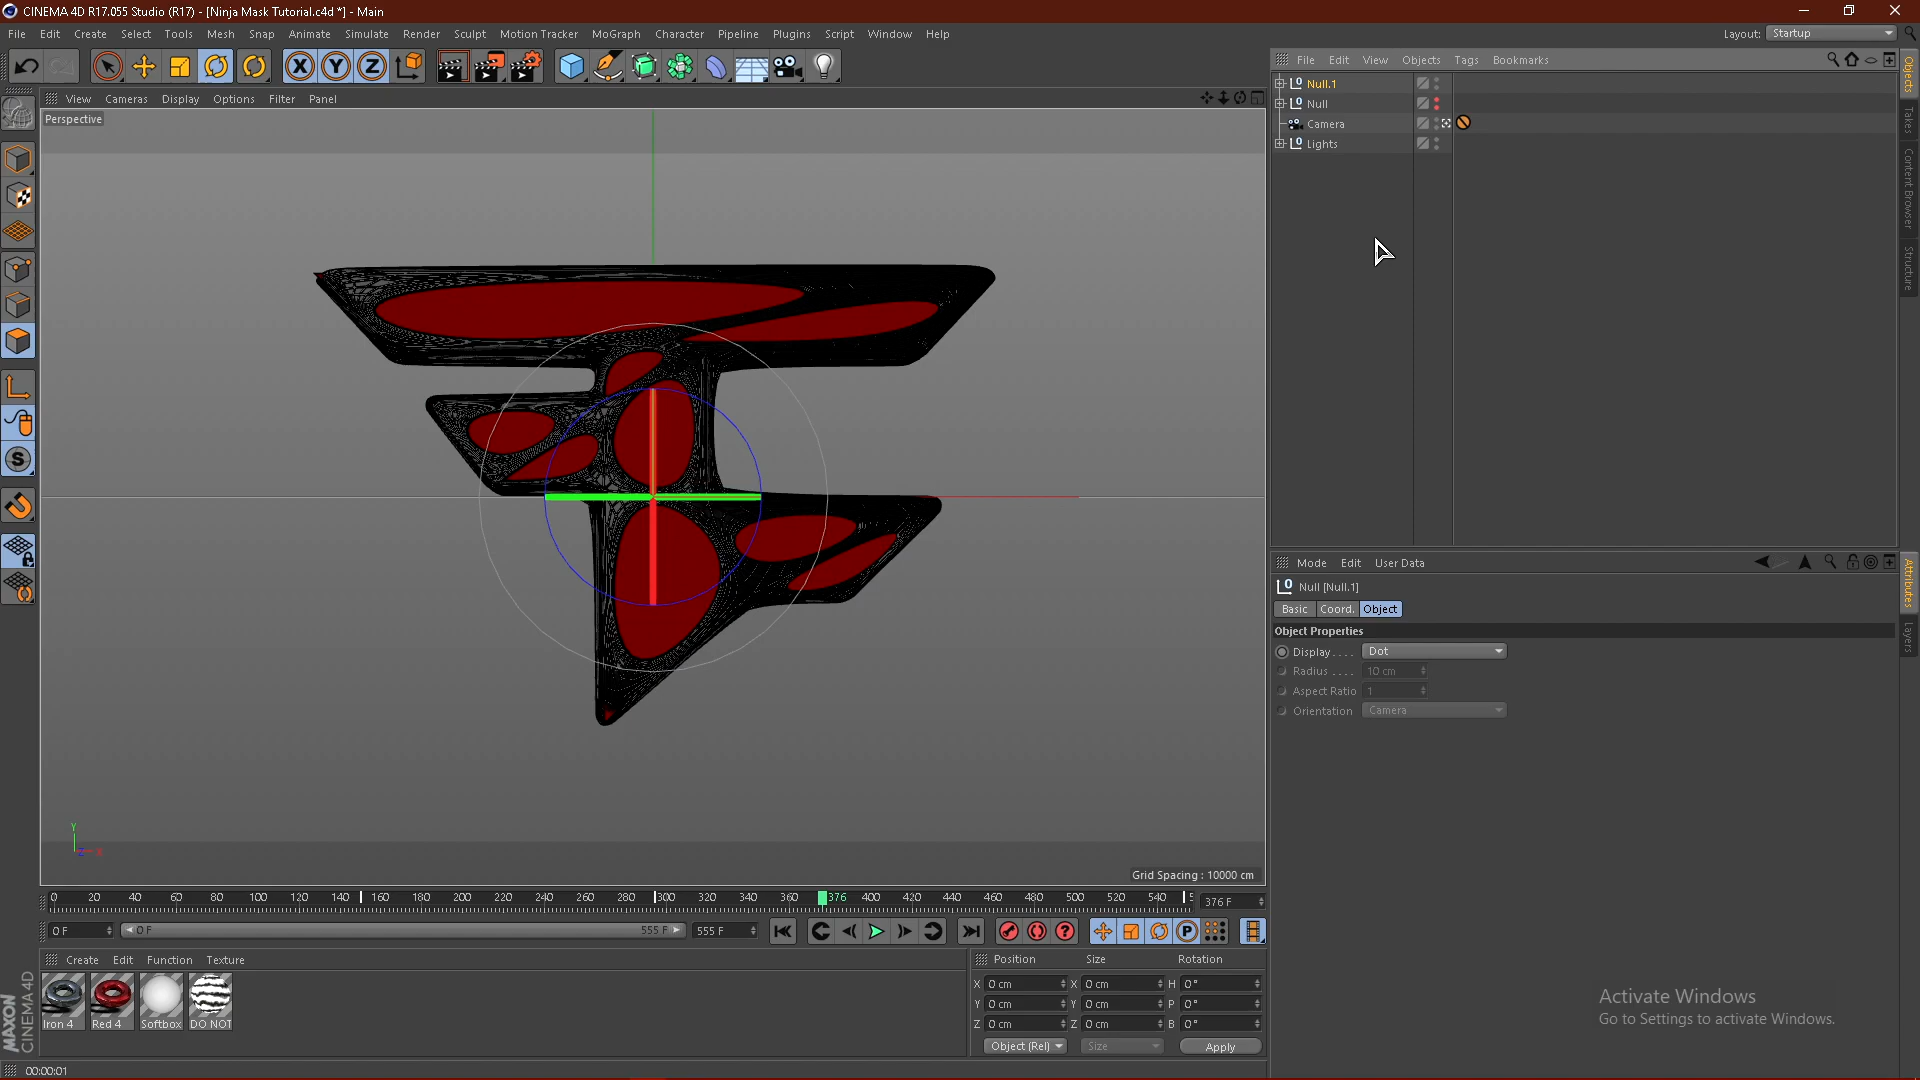 CINEMA 4D R17.055 Studio (R17) - [Ninja Mask Tutorial.c4d *] - Main
File Edit Create Select Tools Mesh Snap Animate Simulate Render Sculpt Motion Tracker MoGraph Character Pipeline Plugins Script Window Help
Layout: Startup
File Edit View Objects Tags Bookmarks
View Cameras Display Options Filter Panel
Perspective
Null.1
Null
Camera
Lights
Objects
Takes
Content Browser
Structure
Mode Edit User Data
Null [Null.1]
Basic Coord. Object
Object Properties
Display . . . . Dot
Radius . . . . 10 cm
Aspect Ratio 1
Orientation Camera
Attributes
Layers
Y
Z X
Grid Spacing : 10000 cm
0 20 40 60 80 100 120 140 160 180 200 220 240 260 280 300 320 340 360 376 400 420 440 460 480 500 520 540
376 F
0 F 0 F 555 F 555 F
Create Edit Function Texture
Iron 4 Red 4 Softbox DO NOT
Position Size Rotation
X 0 cm X 0 cm H 0°
Y 0 cm Y 0 cm P 0°
Z 0 cm Z 0 cm B 0°
Object (Rel) Size Apply
MAXON
CINEMA 4D
Activate Windows
Go to Settings to activate Windows.
00:00:01